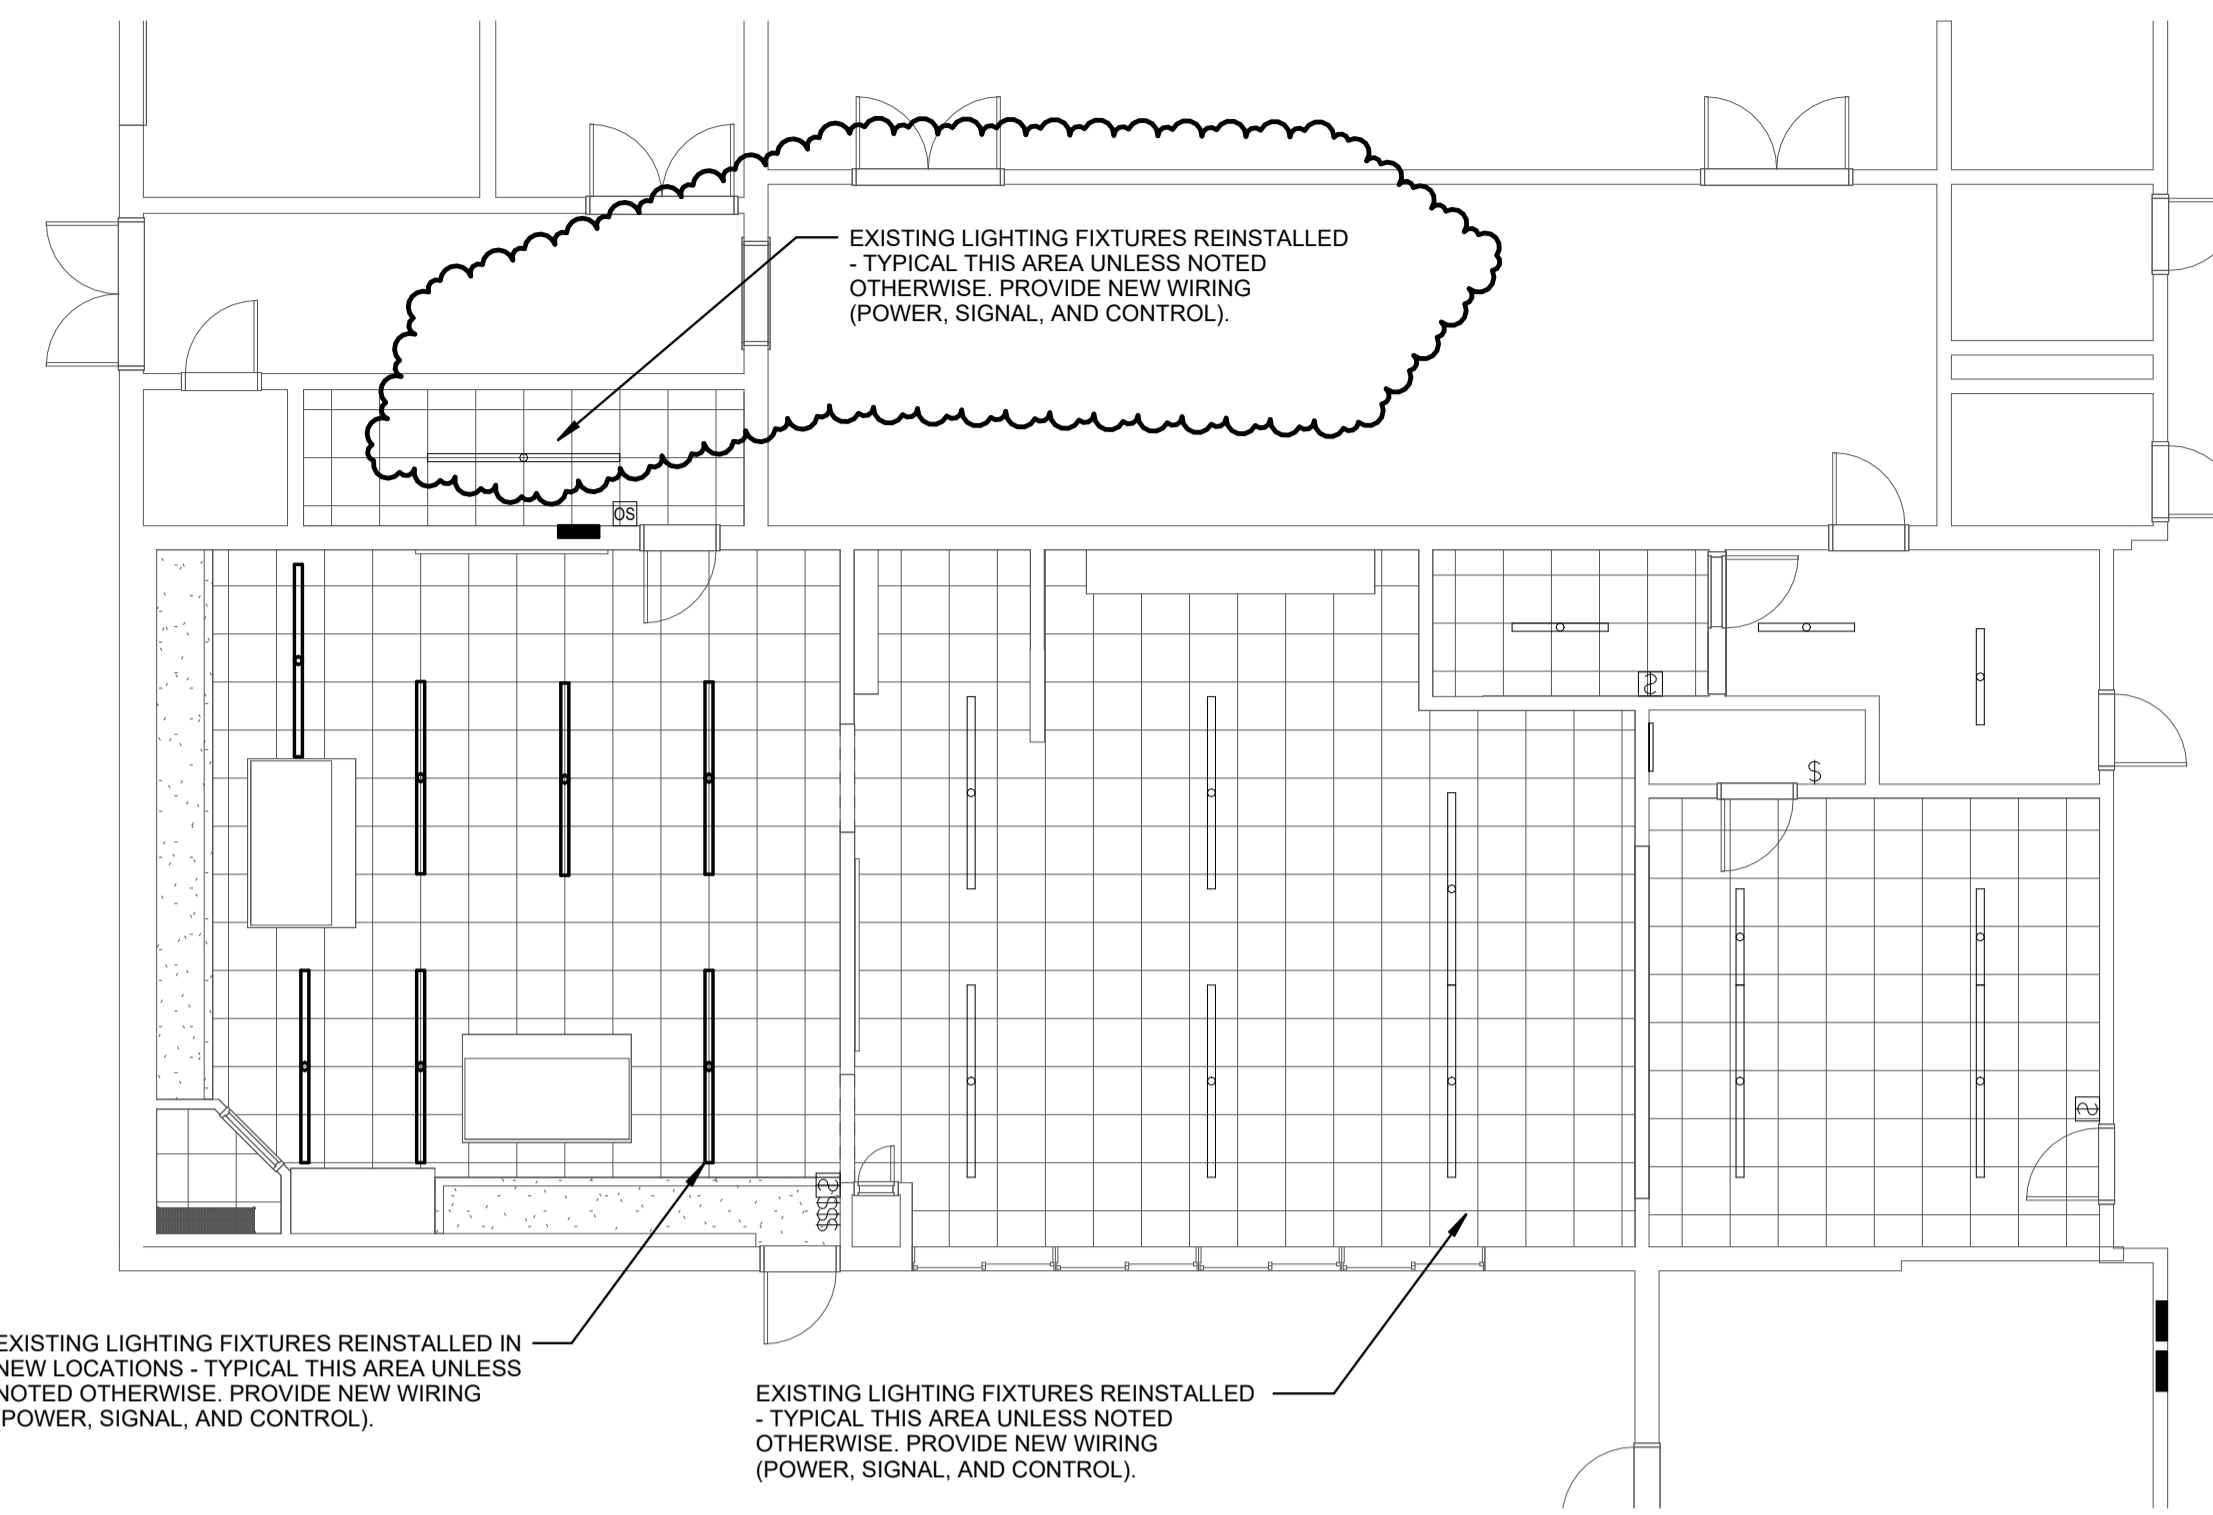 EXISTING LIGHTING FIXTURES REINSTALLED
- TYPICAL THIS AREA UNLESS NOTED
OTHERWISE. PROVIDE NEW WIRING
(POWER, SIGNAL, AND CONTROL).
OS
$
EXISTING LIGHTING FIXTURES REINSTALLED IN
NEW LOCATIONS - TYPICAL THIS AREA UNLESS
NOTED OTHERWISE. PROVIDE NEW WIRING
(POWER, SIGNAL, AND CONTROL).
EXISTING LIGHTING FIXTURES REINSTALLED
- TYPICAL THIS AREA UNLESS NOTED
OTHERWISE. PROVIDE NEW WIRING
(POWER, SIGNAL, AND CONTROL).